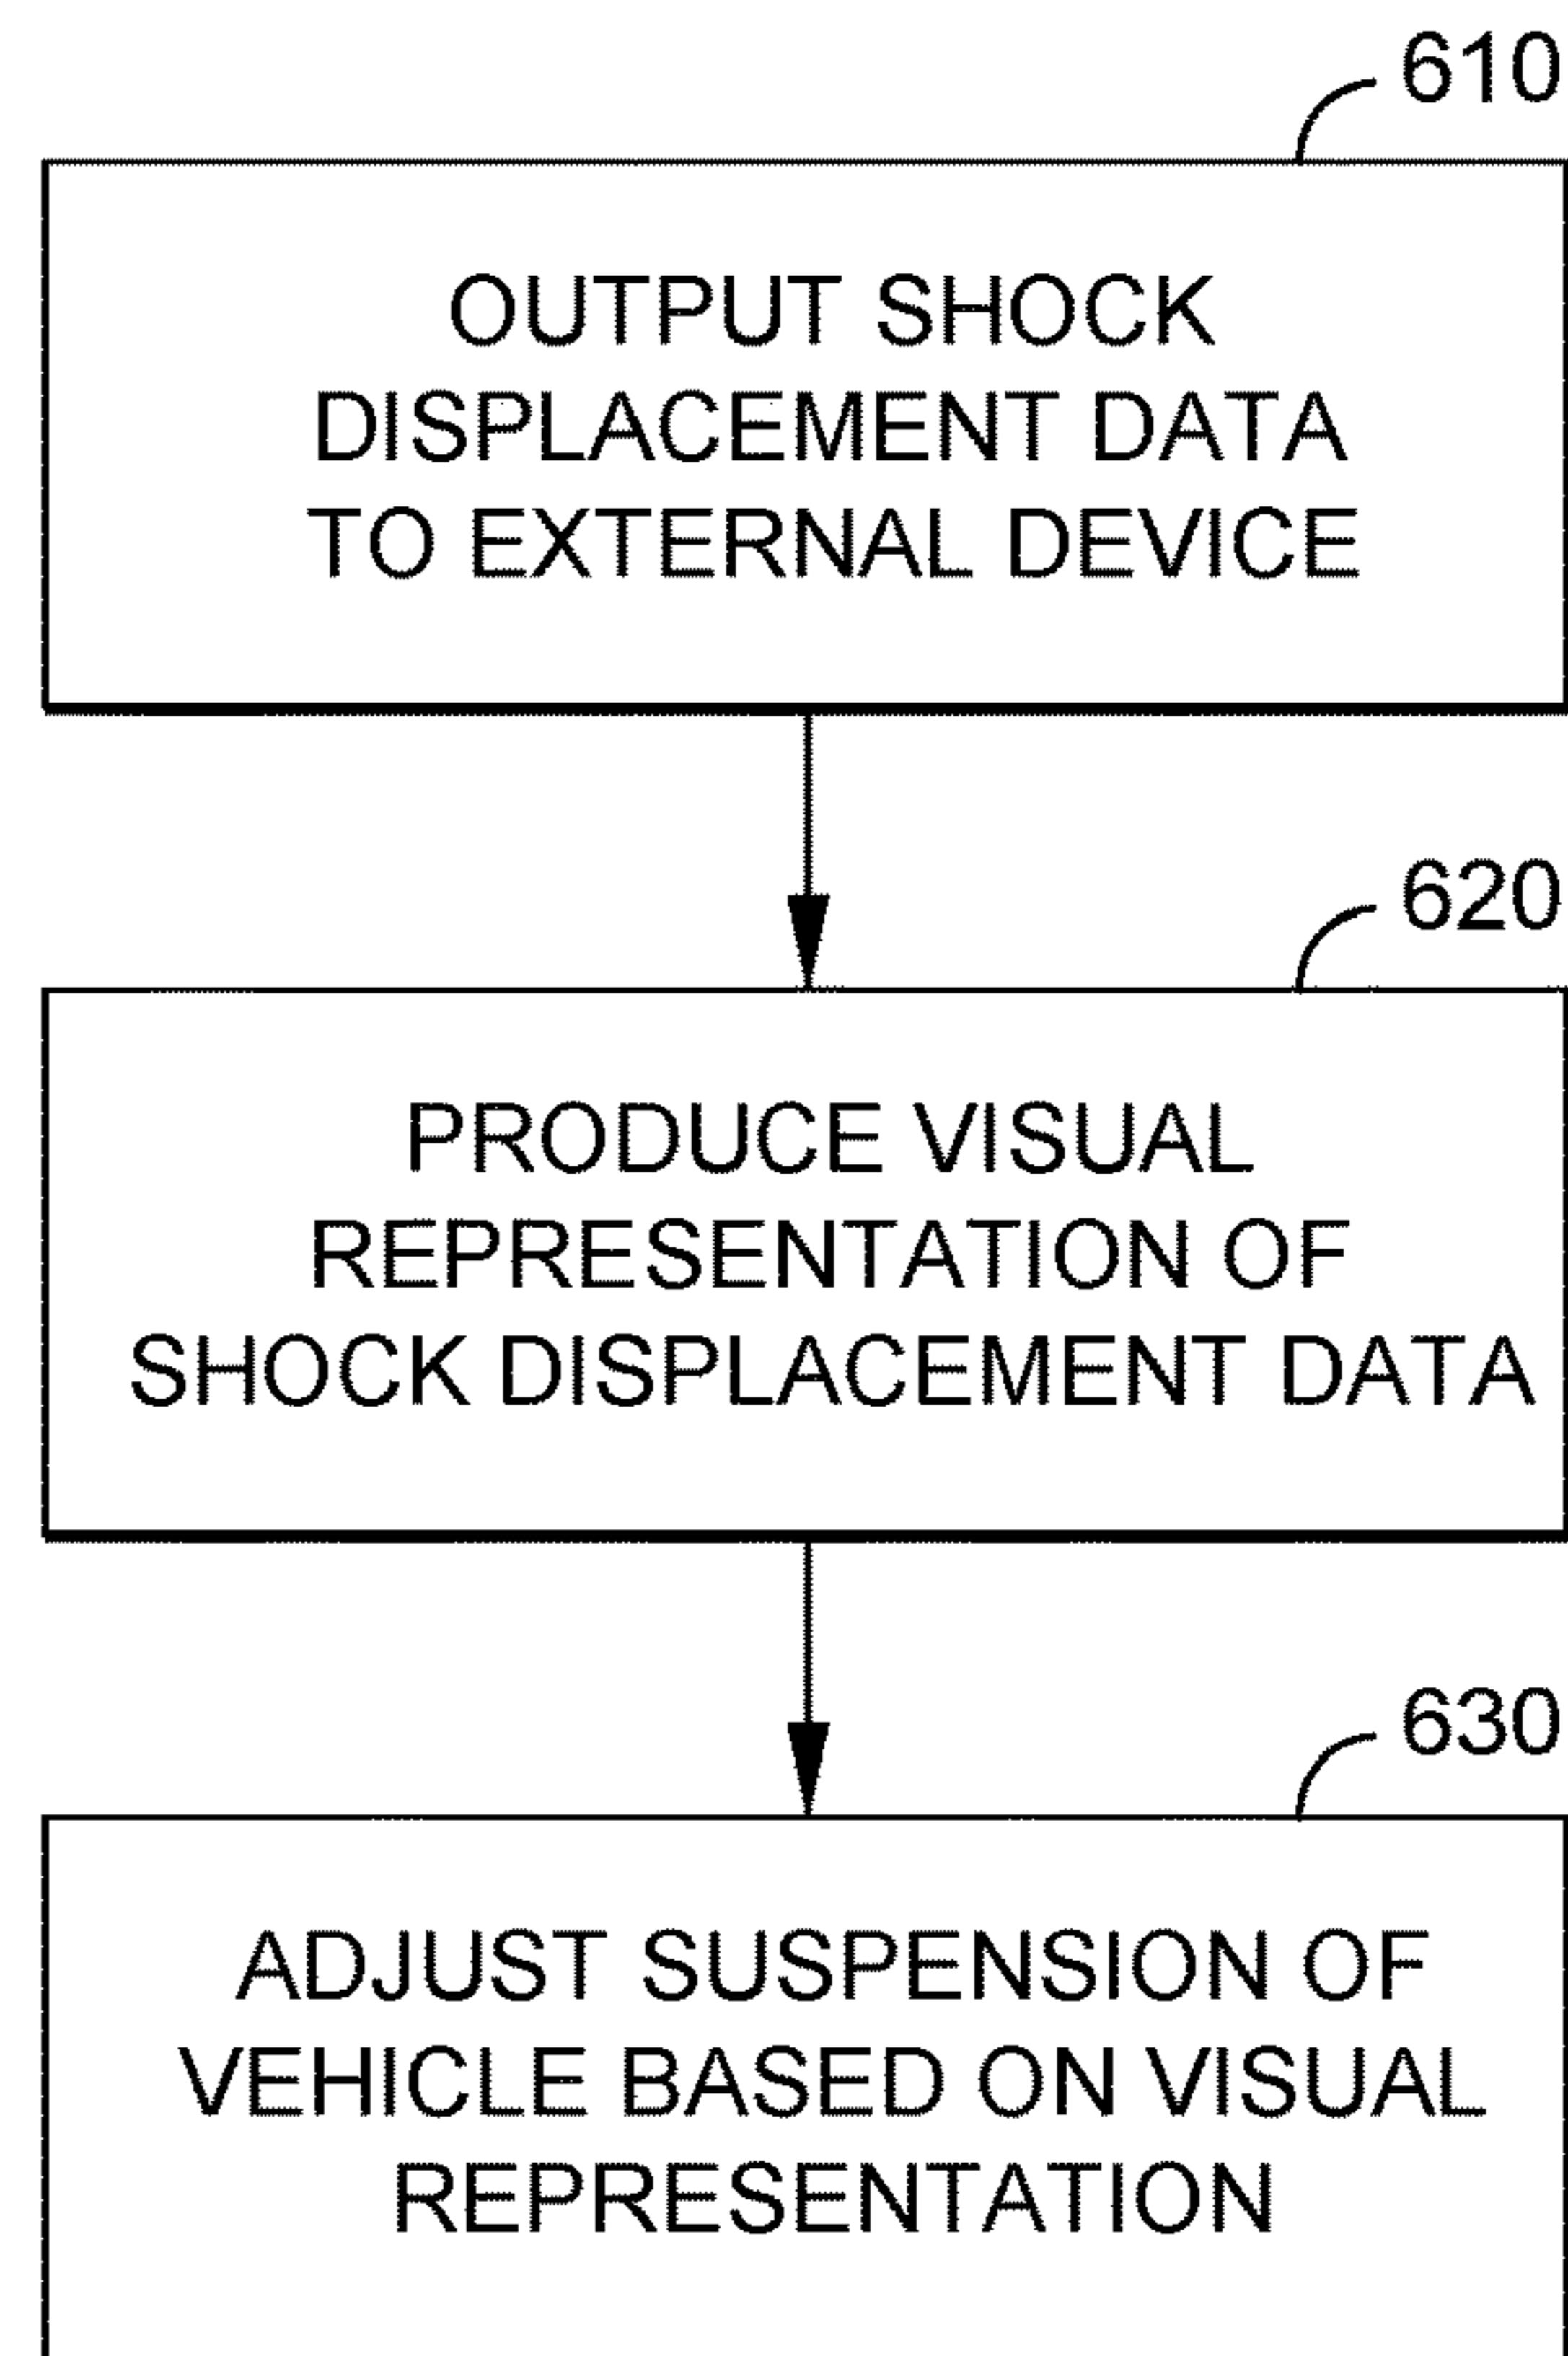 610
OUTPUT SHOCK
DISPLACEMENT DATA
TO EXTERNAL DEVICE
620
PRODUCE VISUAL
REPRESENTATION OF
SHOCK DISPLACEMENT DATA
630
ADJUST SUSPENSION OF
VEHICLE BASED ON VISUAL
REPRESENTATION